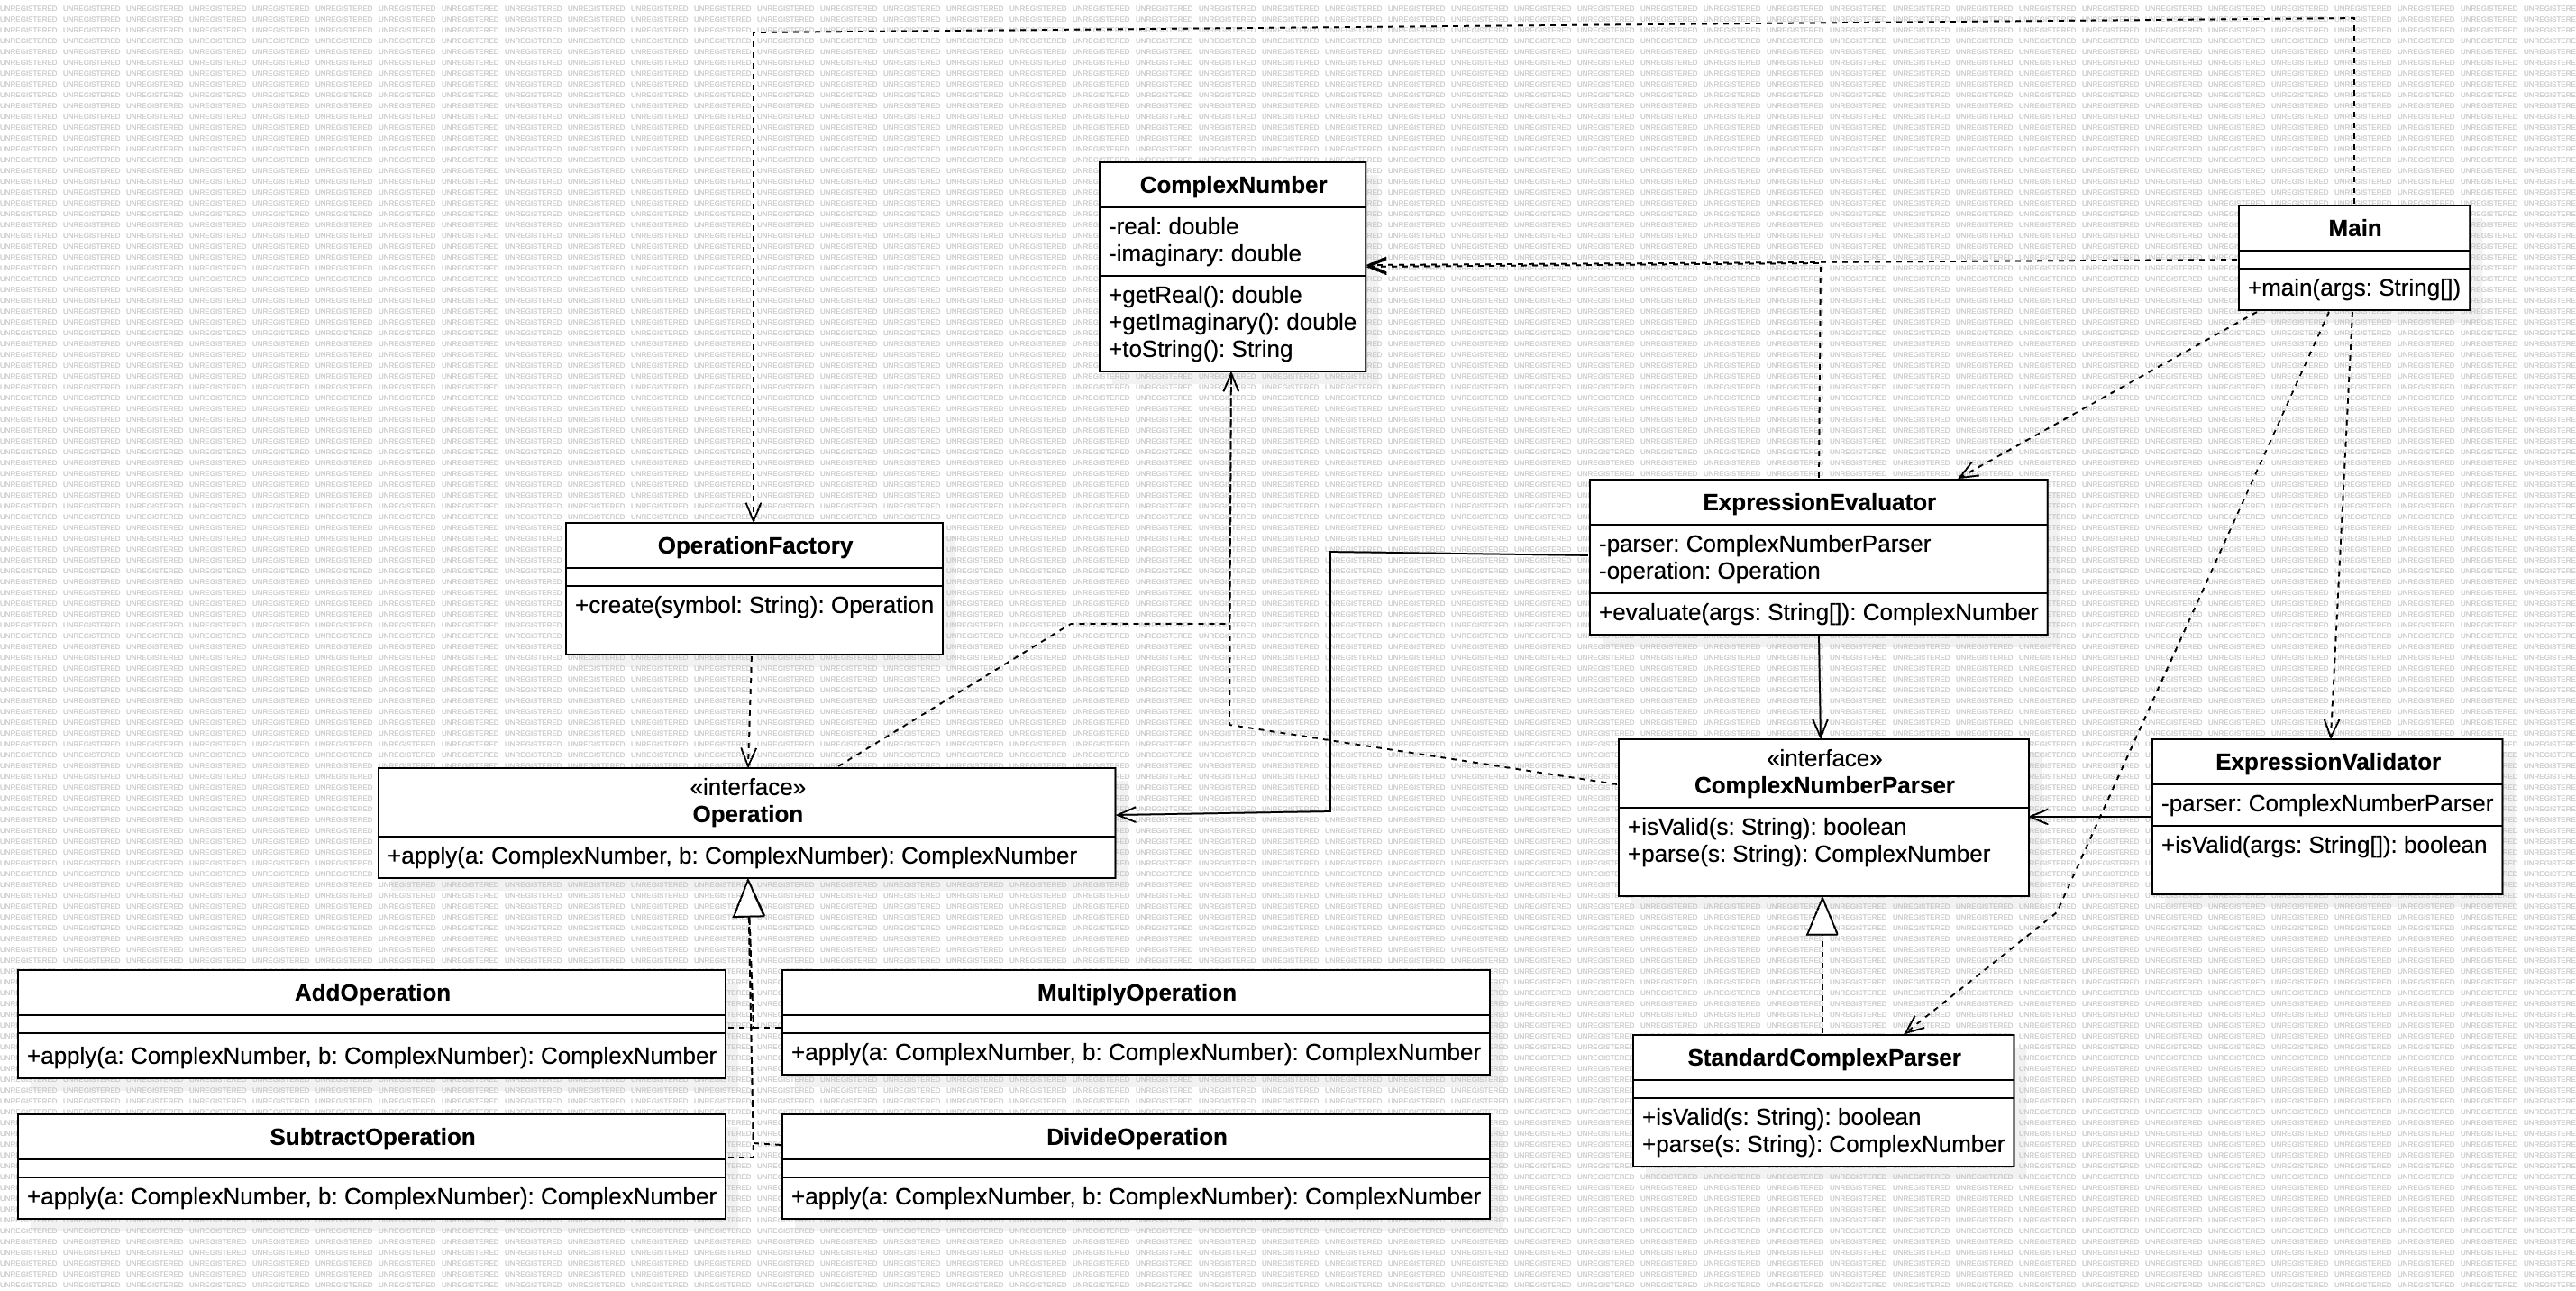 ComplexNumber
-real: double
-imaginary: double
+getReal(): double
+getImaginary(): double
+toString(): String
Main
+main(args: String[])
OperationFactory
+create(symbol: String): Operation
ExpressionEvaluator
-parser: ComplexNumberParser
-operation: Operation
+evaluate(args: String[]): ComplexNumber
«interface»
Operation
+apply(a: ComplexNumber, b: ComplexNumber): ComplexNumber
«interface»
ComplexNumberParser
+isValid(s: String): boolean
+parse(s: String): ComplexNumber
ExpressionValidator
-parser: ComplexNumberParser
+isValid(args: String[]): boolean
AddOperation
+apply(a: ComplexNumber, b: ComplexNumber): ComplexNumber
MultiplyOperation
+apply(a: ComplexNumber, b: ComplexNumber): ComplexNumber
SubtractOperation
+apply(a: ComplexNumber, b: ComplexNumber): ComplexNumber
DivideOperation
+apply(a: ComplexNumber, b: ComplexNumber): ComplexNumber
StandardComplexParser
+isValid(s: String): boolean
+parse(s: String): ComplexNumber
UNREGISTERED